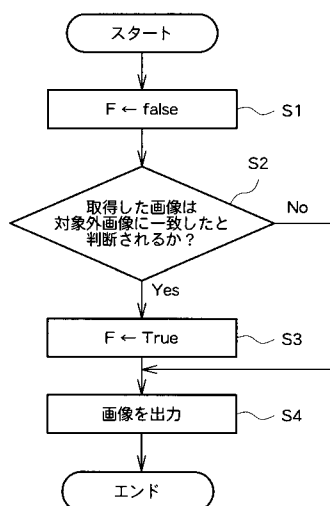 スタート
F ← false
S1
S2
取得した画像は
対象外画像に一致したと
判断されるか？
No
Yes
F ← True
S3
画像を出力
S4
エンド